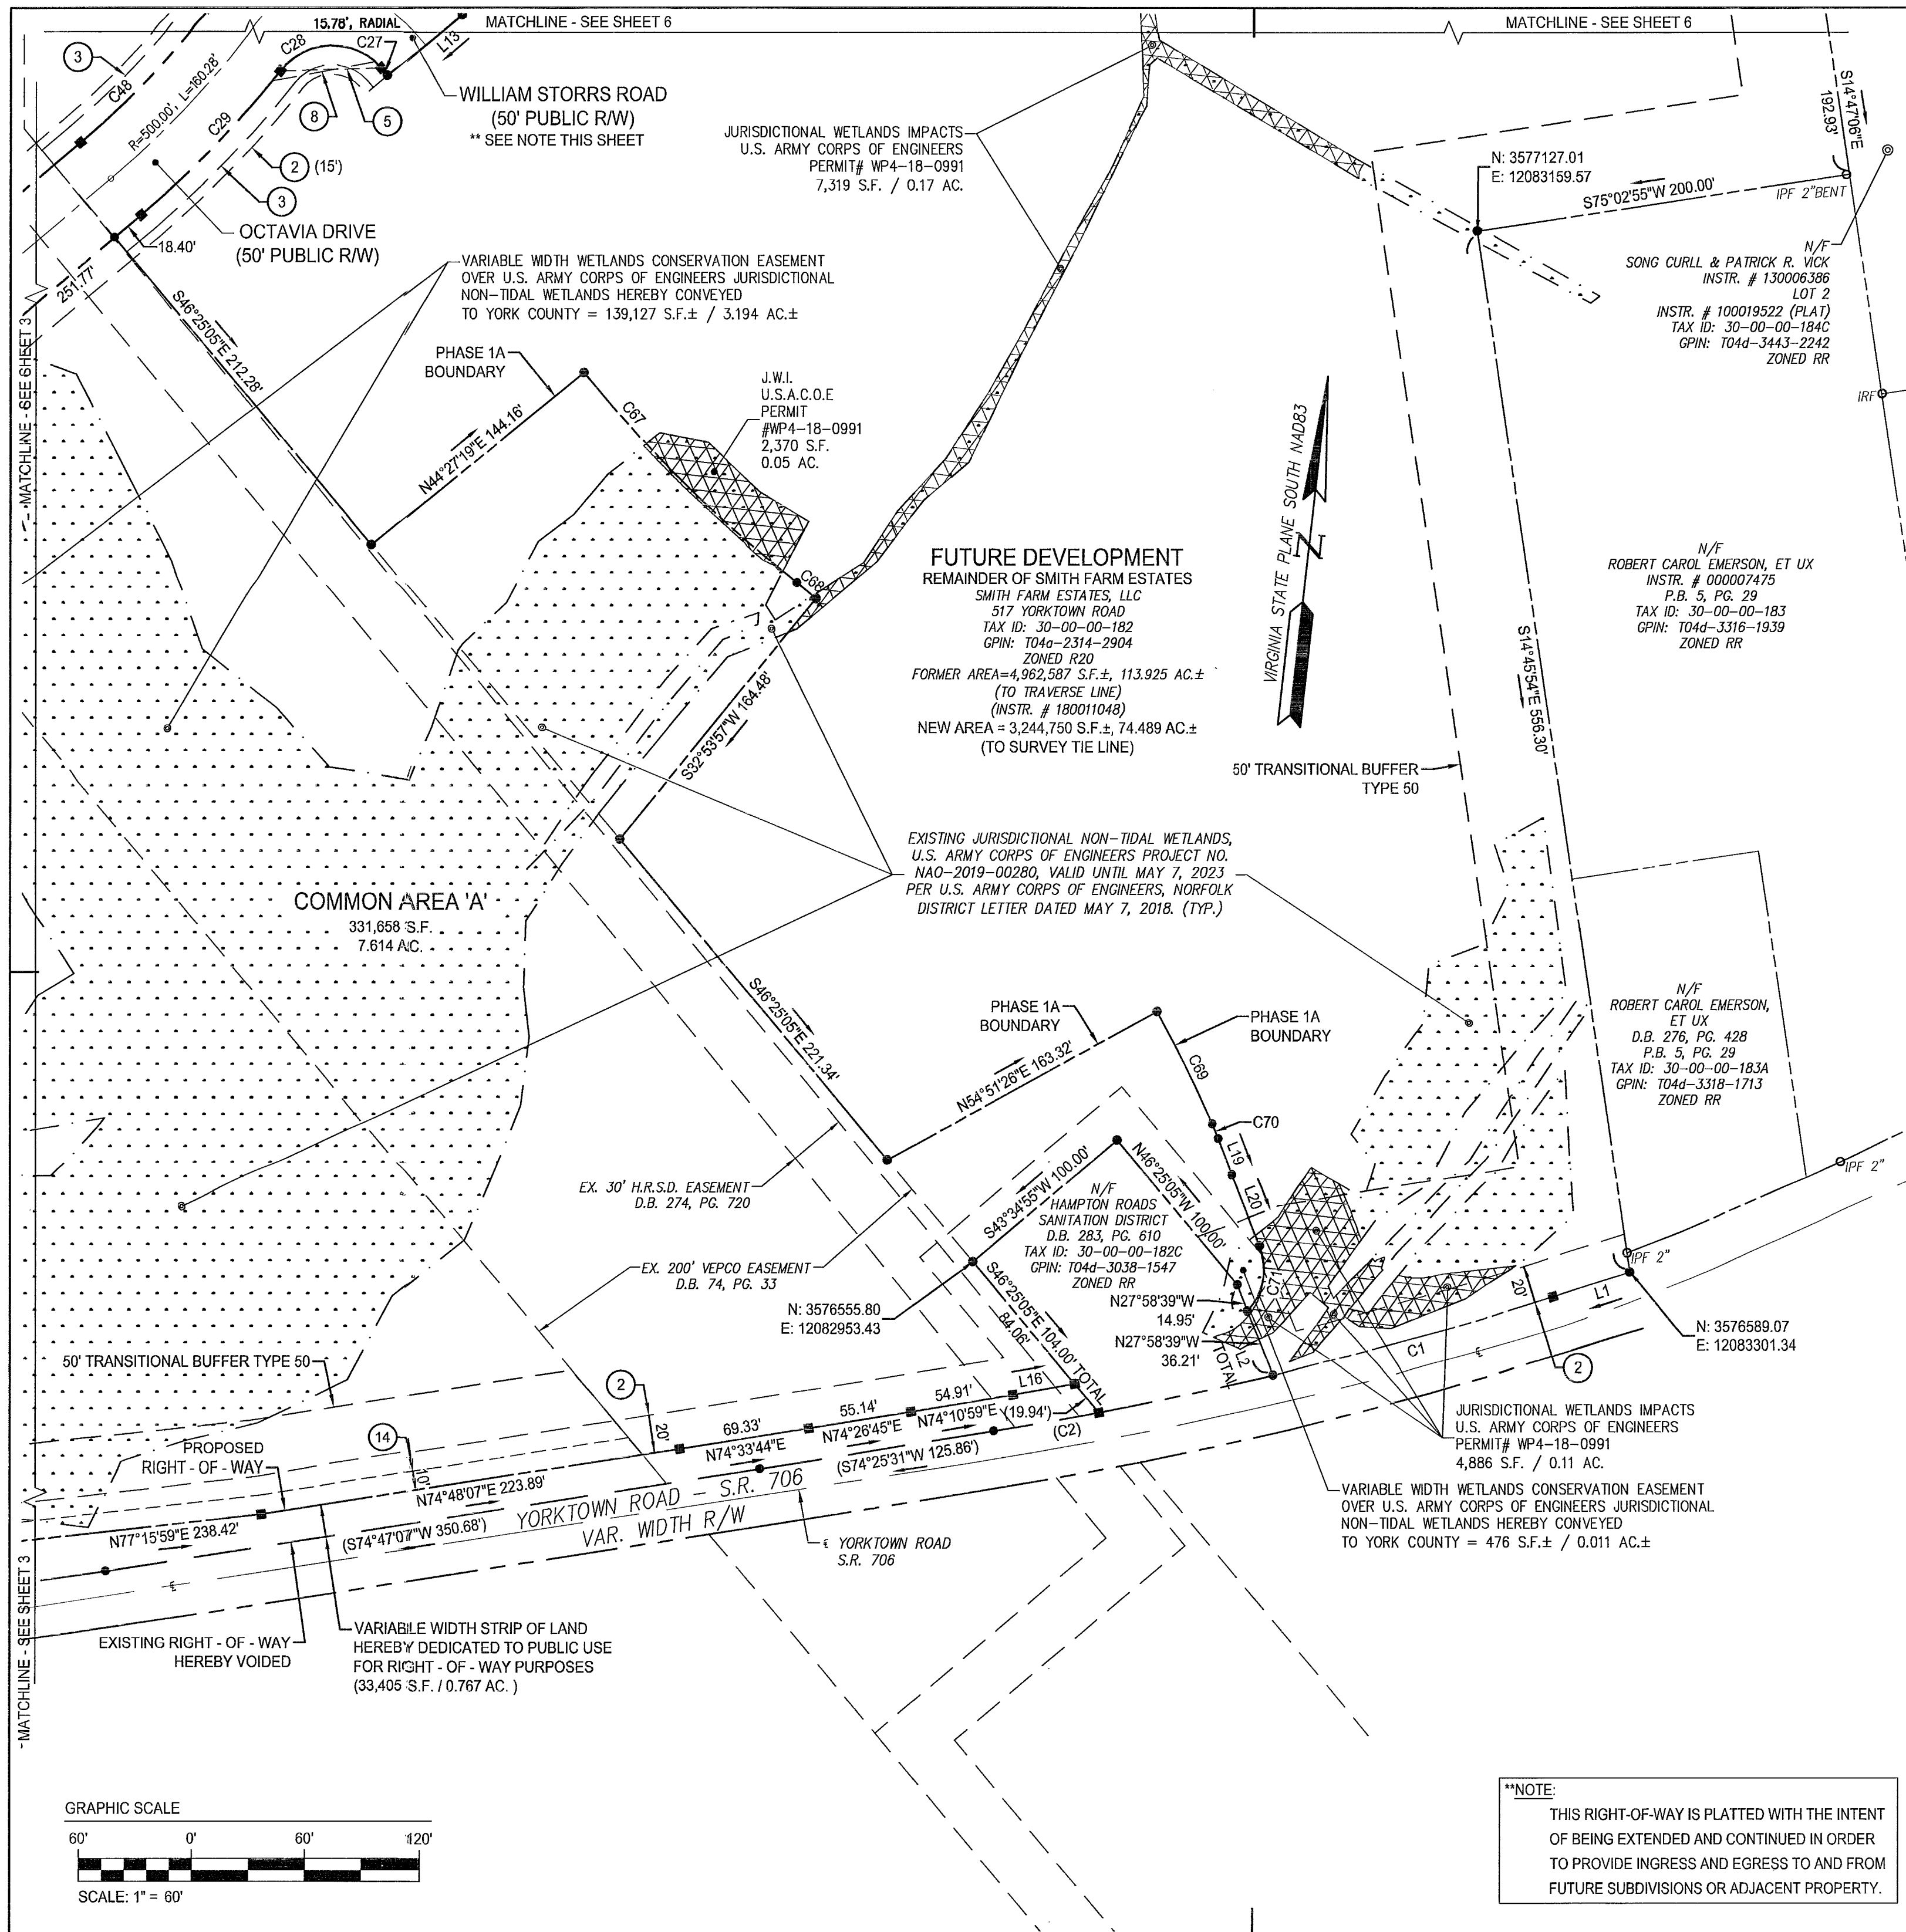 MATCHLINE - SEE SHEET 6
MATCHLINE - SEE SHEET 6
15.78', RADIAL
C28
C27
L13
3
C48
R=500.00', L=160.28'
C29
8
5
2
(15')
3
WILLIAM STORRS ROAD
(50' PUBLIC R/W)
** SEE NOTE THIS SHEET
OCTAVIA DRIVE
(50' PUBLIC R/W)
18.40'
251.77'
JURISDICTIONAL WETLANDS IMPACTS
U.S. ARMY CORPS OF ENGINEERS
PERMIT# WP4-18-0991
7,319 S.F. / 0.17 AC.
N: 3577127.01
E: 12083159.57
S14°47'06"E
192.93'
S75°02'55"W 200.00'
IPF 2"BENT
N/F
SONG CURLL & PATRICK R. VICK
INSTR. # 130006386
LOT 2
INSTR. # 100019522 (PLAT)
TAX ID: 30-00-00-184C
GPIN: T04d-3443-2242
ZONED RR
IRF
VARIABLE WIDTH WETLANDS CONSERVATION EASEMENT
OVER U.S. ARMY CORPS OF ENGINEERS JURISDICTIONAL
NON-TIDAL WETLANDS HEREBY CONVEYED
TO YORK COUNTY = 139,127 S.F.± / 3.194 AC.±
MATCHLINE - SEE SHEET 3
S46°25'05"E 212.28'
PHASE 1A
BOUNDARY
N44°27'19"E 144.16'
C67
J.W.I.
U.S.A.C.O.E
PERMIT
#WP4-18-0991
2,370 S.F.
0.05 AC.
C68
VIRGINIA STATE PLANE SOUTH NAD83
N
FUTURE DEVELOPMENT
REMAINDER OF SMITH FARM ESTATES
SMITH FARM ESTATES, LLC
517 YORKTOWN ROAD
TAX ID: 30-00-00-182
GPIN: T04a-2314-2904
ZONED R20
FORMER AREA=4,962,587 S.F.±, 113.925 AC.±
(TO TRAVERSE LINE)
(INSTR. # 180011048)
NEW AREA = 3,244,750 S.F.±, 74.489 AC.±
(TO SURVEY TIE LINE)
N/F
ROBERT CAROL EMERSON, ET UX
INSTR. # 000007475
P.B. 5, PG. 29
TAX ID: 30-00-00-183
GPIN: T04d-3316-1939
ZONED RR
S14°45'54"E 556.30'
S32°53'57"W 164.48'
50' TRANSITIONAL BUFFER
TYPE 50
EXISTING JURISDICTIONAL NON-TIDAL WETLANDS,
U.S. ARMY CORPS OF ENGINEERS PROJECT NO.
NAO-2019-00280, VALID UNTIL MAY 7, 2023
PER U.S. ARMY CORPS OF ENGINEERS, NORFOLK
DISTRICT LETTER DATED MAY 7, 2018. (TYP.)
COMMON AREA 'A'
331,658 S.F.
7.614 AC.
S46°25'05"E 221.34'
PHASE 1A
BOUNDARY
PHASE 1A
BOUNDARY
N54°51'26"E 163.32'
C69
C70
L19
L20
N/F
ROBERT CAROL EMERSON,
ET UX
D.B. 276, PG. 428
P.B. 5, PG. 29
TAX ID: 30-00-00-183A
GPIN: T04d-3318-1713
ZONED RR
IPF 2"
EX. 30' H.R.S.D. EASEMENT
D.B. 274, PG. 720
S43°34'55"W 100.00'
N46°25'05"W 100.00'
N/F
HAMPTON ROADS
SANITATION DISTRICT
D.B. 283, PG. 610
TAX ID: 30-00-00-182C
GPIN: T04d-3038-1547
ZONED RR
EX. 200' VEPCO EASEMENT
D.B. 74, PG. 33
N: 3576555.80
E: 12082953.43
S46°25'05"E 104.00' TOTAL
84.06'
N27°58'39"W
14.95'
N27°58'39"W
36.21'
TOTAL
L2
C71
IPF 2"
20'
L1
C1
℄
N: 3576589.07
E: 12083301.34
2
50' TRANSITIONAL BUFFER TYPE 50
2
20'
69.33'
N74°33'44"E
55.14'
N74°26'45"E
54.91'
N74°10'59"E
L16
(19.94')
(C2)
(S74°25'31"W 125.86')
14
10'
PROPOSED
RIGHT - OF - WAY
N74°48'07"E 223.89'
N77°15'59"E 238.42'
(S74°47'07"W 350.68')
YORKTOWN ROAD - S.R. 706
VAR. WIDTH R/W
℄ YORKTOWN ROAD
S.R. 706
℄
JURISDICTIONAL WETLANDS IMPACTS
U.S. ARMY CORPS OF ENGINEERS
PERMIT# WP4-18-0991
4,886 S.F. / 0.11 AC.
VARIABLE WIDTH WETLANDS CONSERVATION EASEMENT
OVER U.S. ARMY CORPS OF ENGINEERS JURISDICTIONAL
NON-TIDAL WETLANDS HEREBY CONVEYED
TO YORK COUNTY = 476 S.F.± / 0.011 AC.±
MATCHLINE - SEE SHEET 3
EXISTING RIGHT - OF - WAY
HEREBY VOIDED
VARIABLE WIDTH STRIP OF LAND
HEREBY DEDICATED TO PUBLIC USE
FOR RIGHT - OF - WAY PURPOSES
(33,405 S.F. / 0.767 AC. )
GRAPHIC SCALE
60' 0' 60' 120'
SCALE: 1" = 60'
**NOTE:
THIS RIGHT-OF-WAY IS PLATTED WITH THE INTENT
OF BEING EXTENDED AND CONTINUED IN ORDER
TO PROVIDE INGRESS AND EGRESS TO AND FROM
FUTURE SUBDIVISIONS OR ADJACENT PROPERTY.